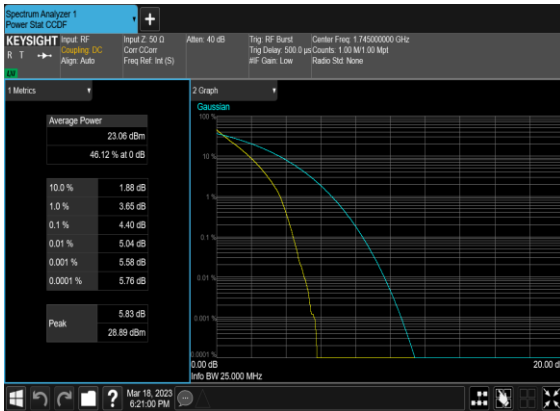 Spectrum Analyzer 1
Power Stat CCDF
+
KEYSIGHT
R T
LXI
Input: RF
Coupling: DC
Align: Auto
Input Z: 50 Ω
Corr CCorr
Freq Ref: Int (S)
Atten: 40 dB
Trig: RF Burst
Trig Delay: 500.0 µs
#IF Gain: Low
Center Freq: 1.745000000 GHz
Counts: 1.00 M/1.00 Mpt
Radio Std: None
1 Metrics
Average Power
23.06 dBm
46.12 % at 0 dB
10.0 % 1.88 dB
1.0 % 3.65 dB
0.1 % 4.40 dB
0.01 % 5.04 dB
0.001 % 5.58 dB
0.0001 % 5.76 dB
Peak
5.83 dB
28.89 dBm
2 Graph
Gaussian
100 %
10 %
1 %
0.1 %
0.01 %
0.001 %
0.0001 %
0.00 dB
20.00 d
Info BW 25.000 MHz
?
Mar 18, 2023
6:21:00 PM